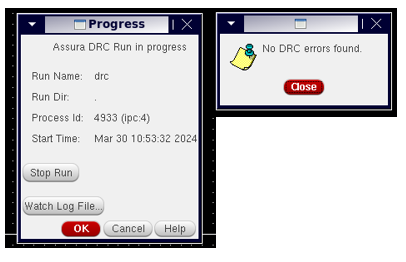 Progress
Assura DRC Run in progress
Run Name: drc
Run Dir: .
Process Id: 4933 (ipc:4)
Start Time: Mar 30 10:53:32 2024
Stop Run
Watch Log File...
OK Cancel Help
No DRC errors found.
Close